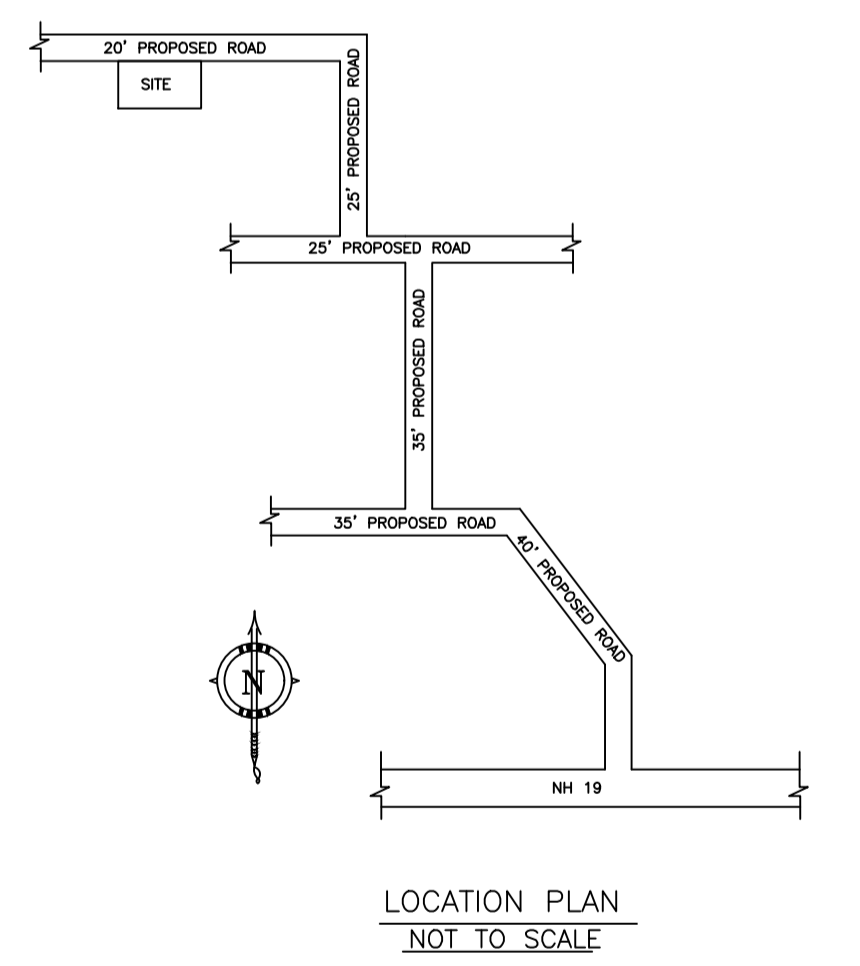 20' PROPOSED ROAD
SITE
25' PROPOSED ROAD
25' PROPOSED ROAD
35' PROPOSED ROAD
35' PROPOSED ROAD
40' PROPOSED ROAD
N
NH 19
LOCATION PLAN
NOT TO SCALE